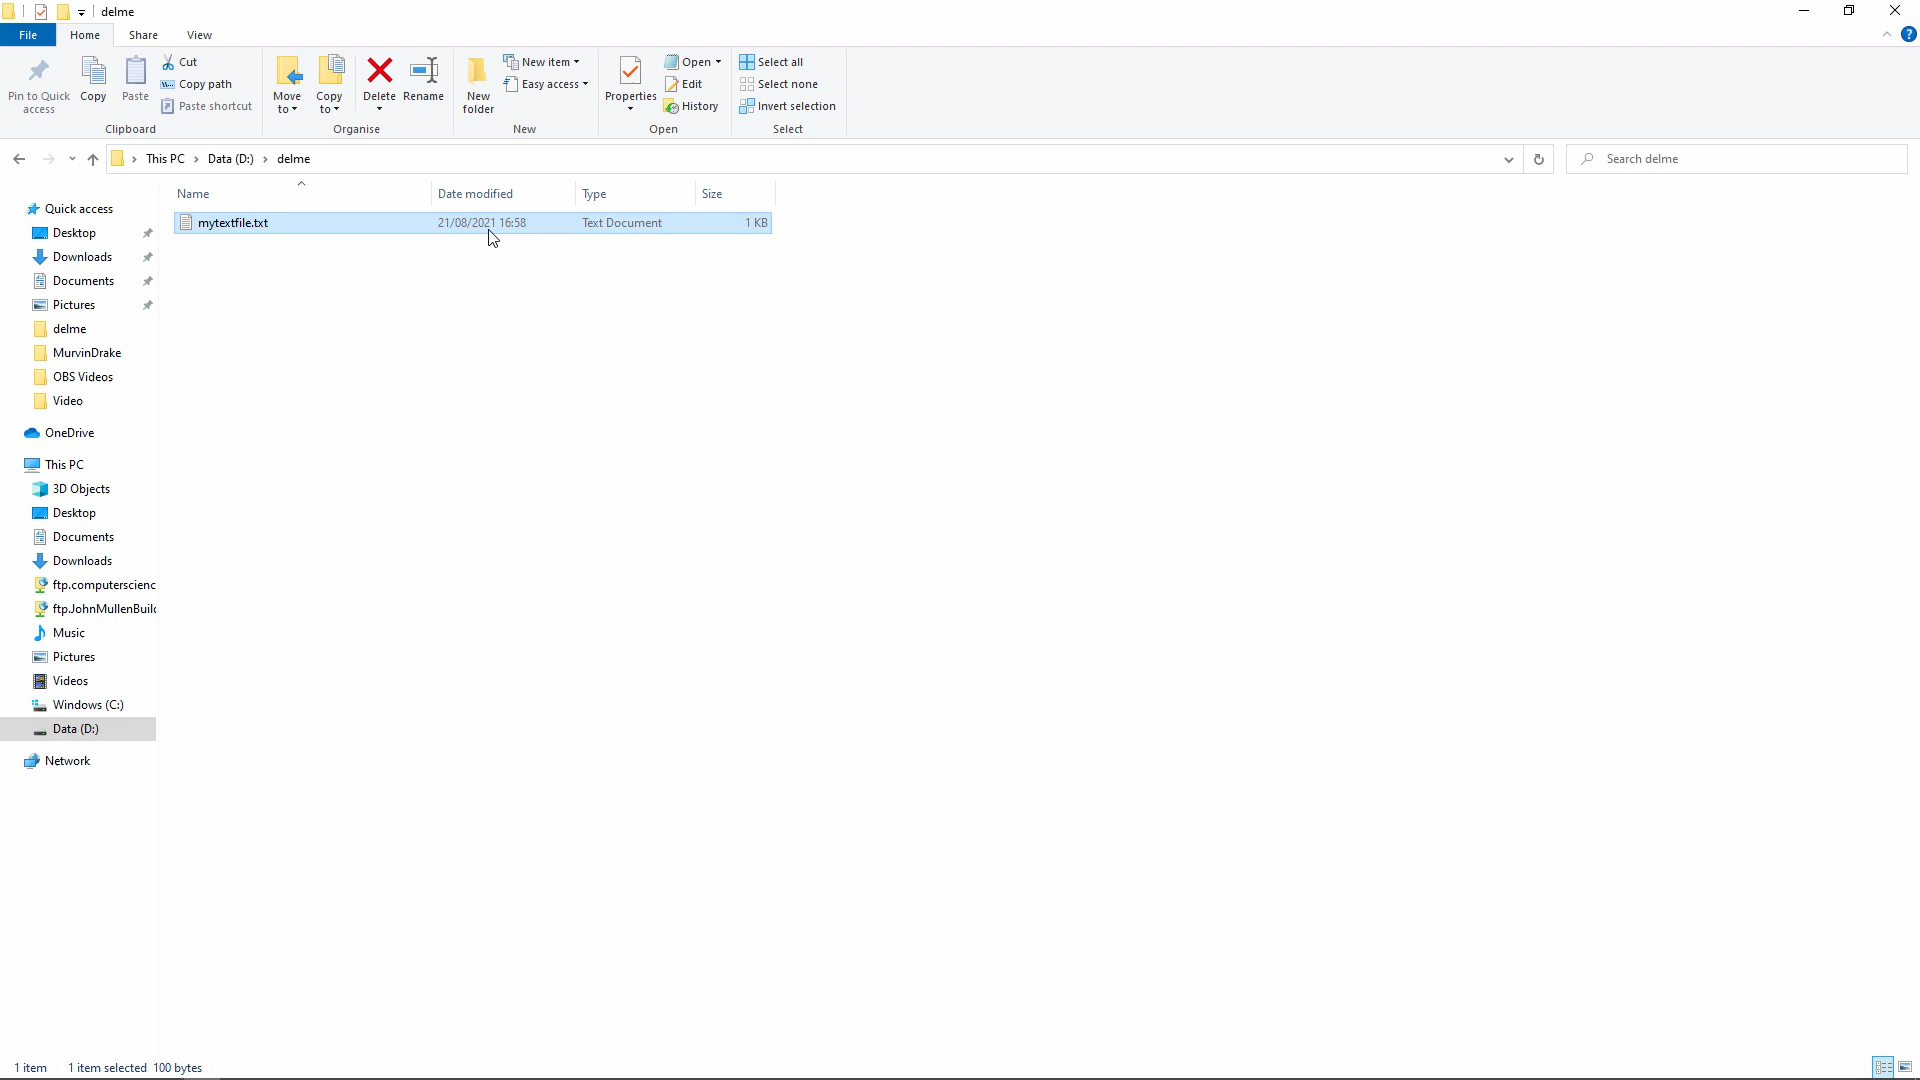 delme
File Home Share View
Pin to Quick access
Copy
Paste
Cut
Copy path
Paste shortcut
Clipboard
Move to
Copy to
Delete
Rename
Organise
New folder
New item
Easy access
New
Properties
Open
Edit
History
Open
Select all
Select none
Invert selection
Select
This PC Data (D:) delme
Search delme
Name Date modified Type Size
mytextfile.txt 21/08/2021 16:58 Text Document 1 KB
Quick access
Desktop
Downloads
Documents
Pictures
delme
MurvinDrake
OBS Videos
Video
OneDrive
This PC
3D Objects
Desktop
Documents
Downloads
ftp.computerscienc
ftp.JohnMullenBuild
Music
Pictures
Videos
Windows (C:)
Data (D:)
Network
1 item 1 item selected 100 bytes